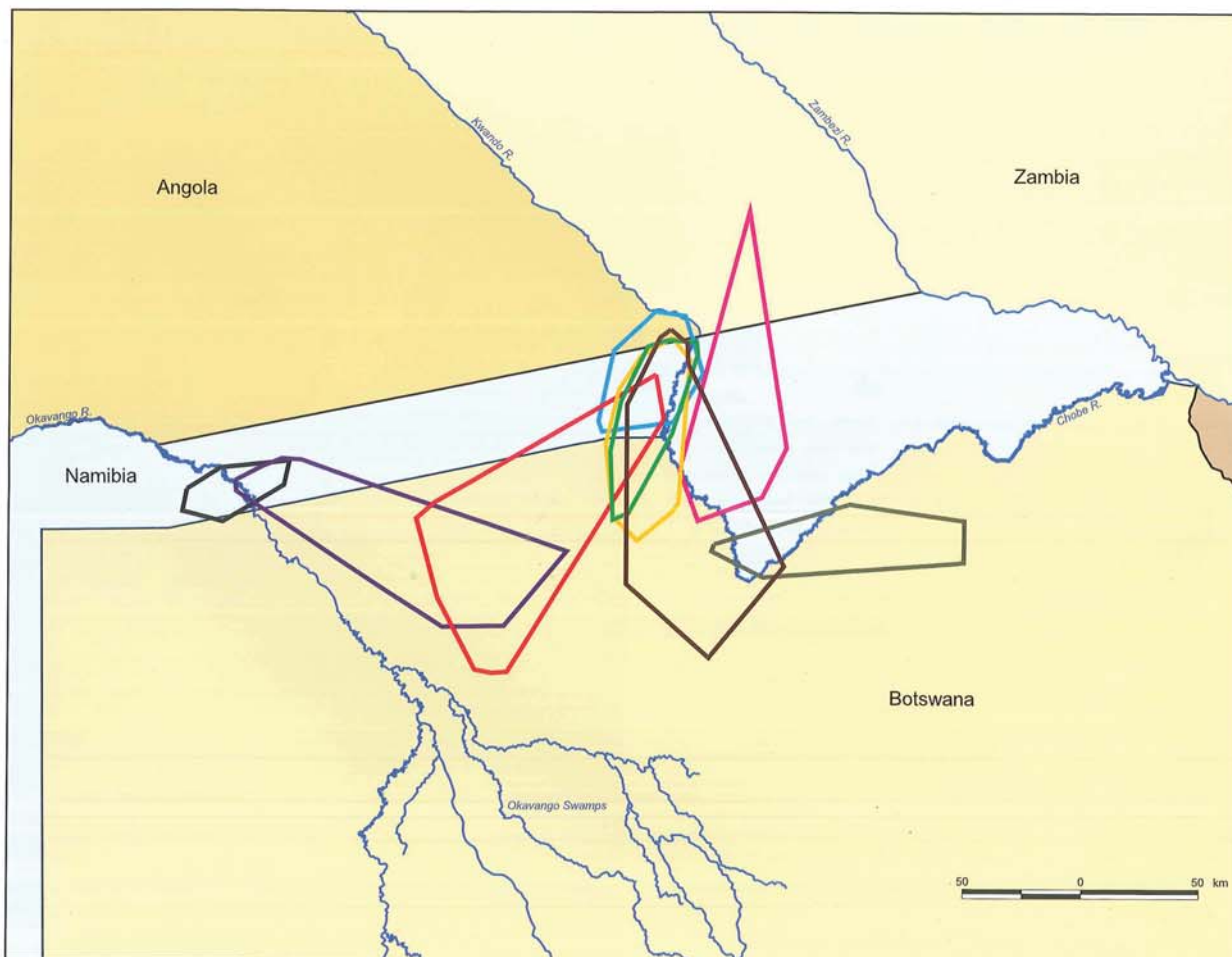 Kwando R.
Zambezi R.
Angola
Zambia
Okavango R.
Chobe R.
Namibia
Botswana
Okavango Swamps
50 0 50 km